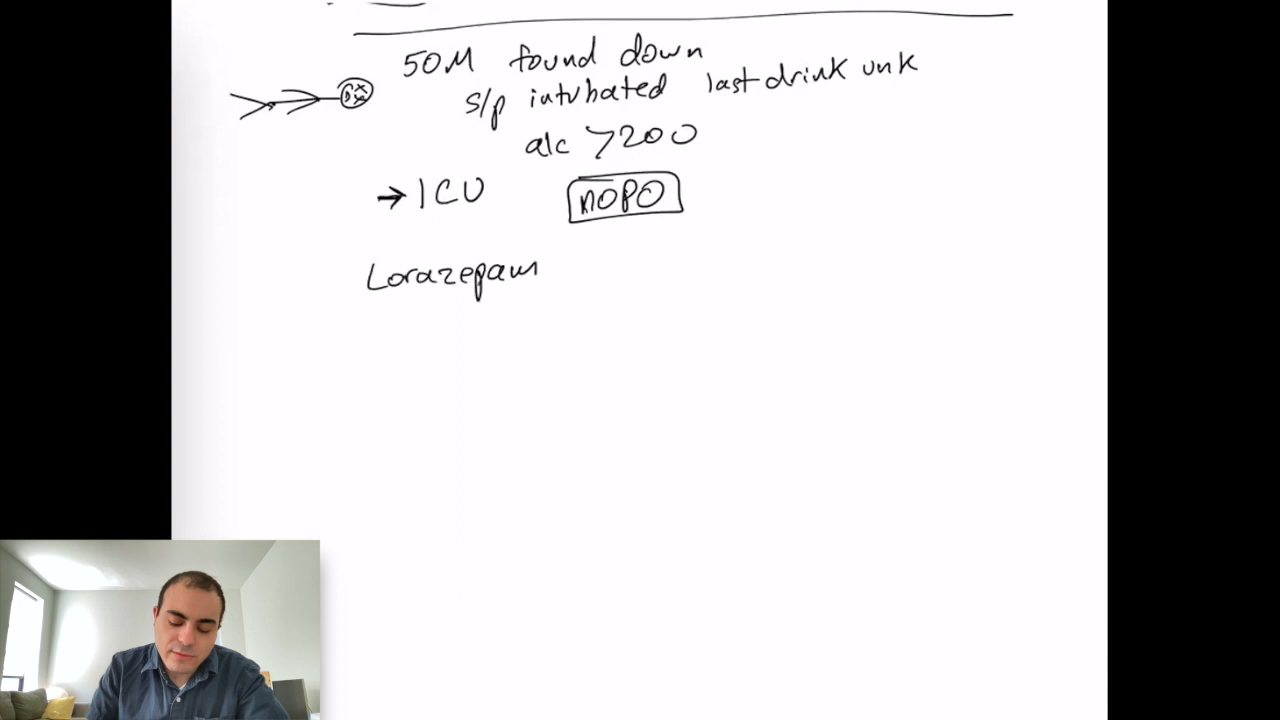 50M found down
s/p intubated last drink unk
alc >200
→ ICU NOPO
Lorazepam